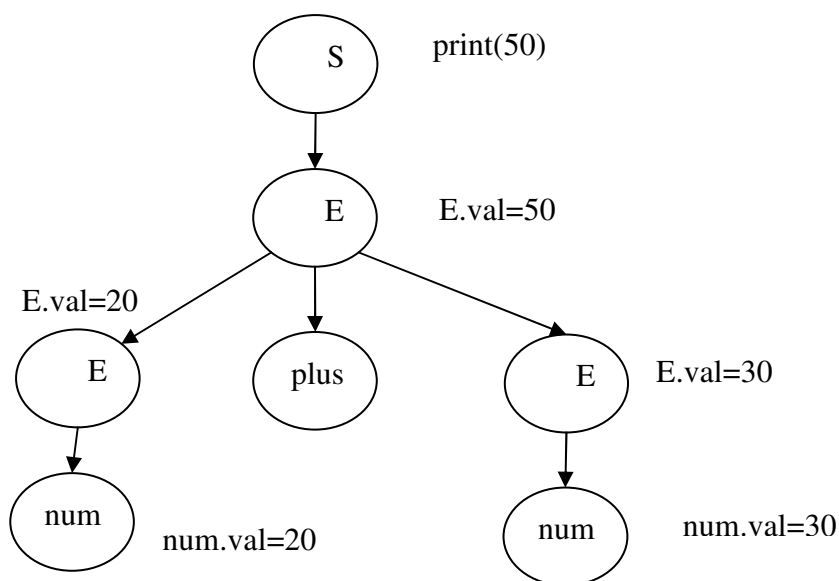 S
print(50)
E
E.val=50
E.val=20
E
plus
E
E.val=30
num
num.val=20
num
num.val=30